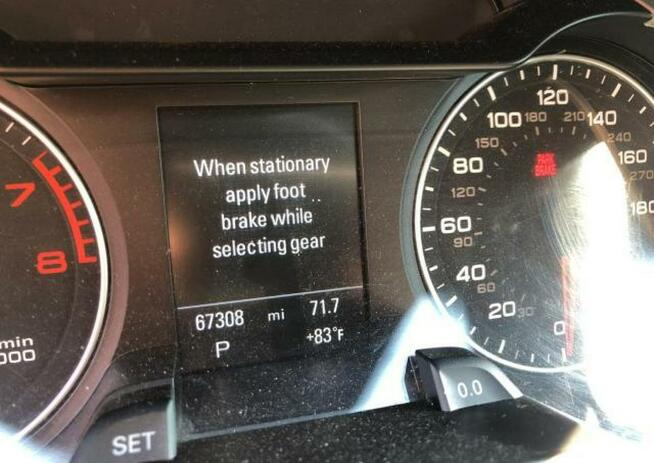 When stationary
apply foot
brake while
selecting gear
67308 mi 71.7
P +83°F
7
8
min
000
SET
0.0
PARK
BRAKE
0
20
40
60
80
100
120
140
160
180
30
60
90
120
150
180
210
240
270